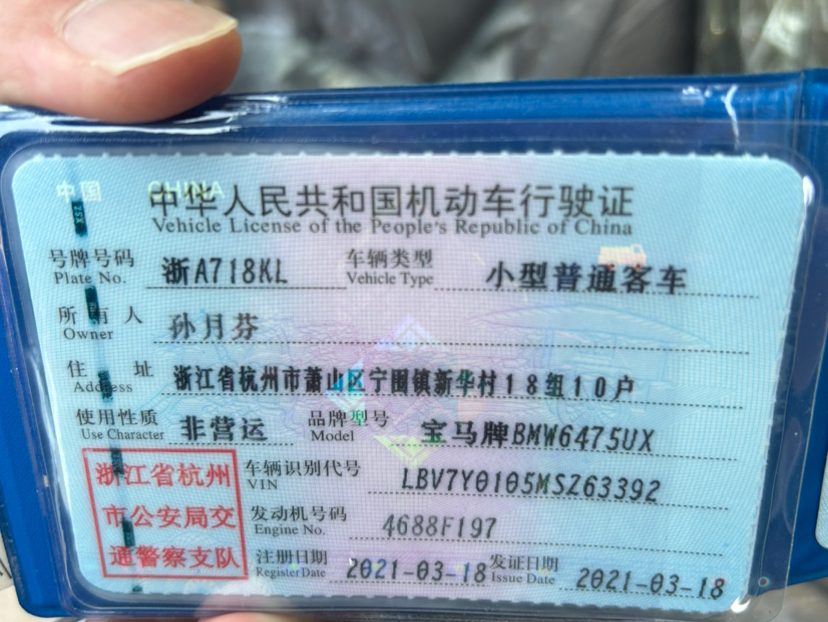 中国 CHINA
中华人民共和国机动车行驶证
Vehicle License of the People's Republic of China
号牌号码 浙A718KL 车辆类型 小型普通客车
Plate No. Vehicle Type
所有人 孙月芬
Owner
住址 浙江省杭州市萧山区宁围镇新华村18组10户
Address
使用性质 非营运 品牌型号 宝马牌BMW6475UX
Use Character Model
浙江省杭州
市公安局交
通警察支队
车辆识别代号 LBV7Y0105MSZ63392
VIN
发动机号码 4688F197
Engine No.
注册日期 2021-03-18 发证日期 2021-03-18
Register Date Issue Date